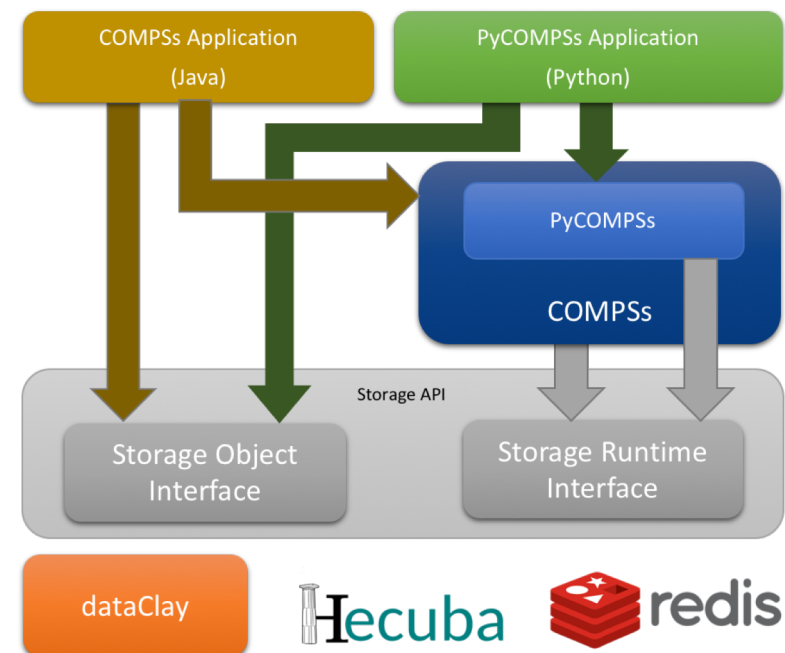 COMPSs Application
(Java)
PyCOMPSs Application
(Python)
PyCOMPSs
COMPSs
Storage API
Storage Object
Interface
Storage Runtime
Interface
dataClay
Hecuba
redis